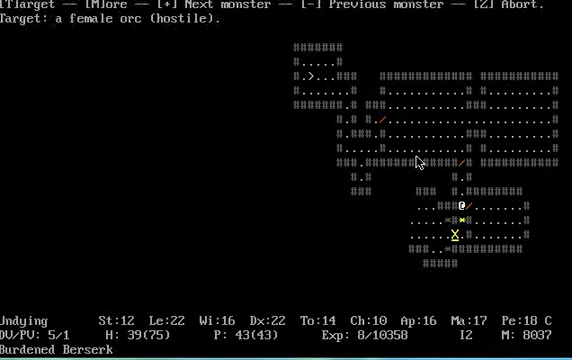 [T]arget -- [M]ore -- [+] Next monster -- [-] Previous monster -- [Z] Abort.
Target: a female orc (hostile).
Undying St:12 Le:22 Wi:16 Dx:22 To:14 Ch:10 Ap:16 Ma:17 Pe:18 C
DV/PV: 5/1 H: 39(75) P: 43(43) Exp: 8/10358 I2 M: 8037
Burdened Berserk